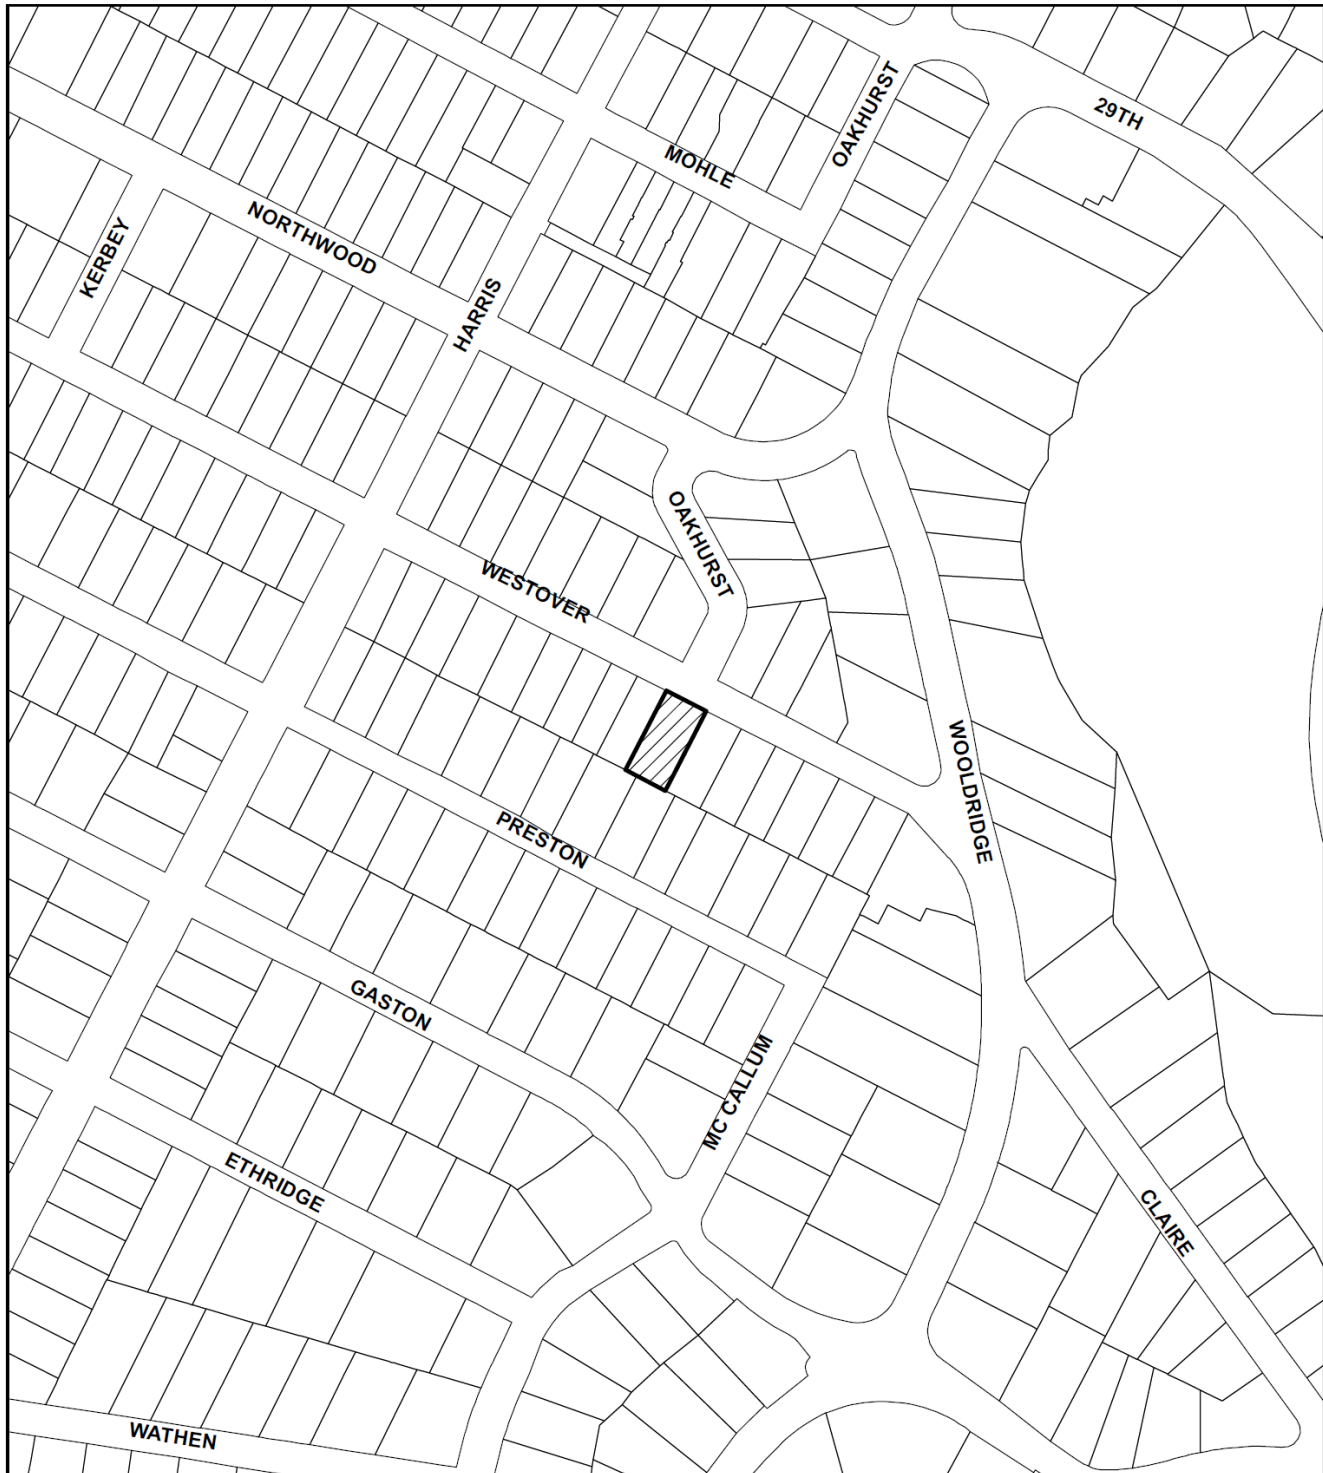 29TH
OAKHURST
MOHLE
NORTHWOOD
KERBEY
HARRIS
OAKHURST
WESTOVER
WOOLDRIDGE
PRESTON
GASTON
MC CALLUM
ETHRIDGE
CLAIRE
WATHEN